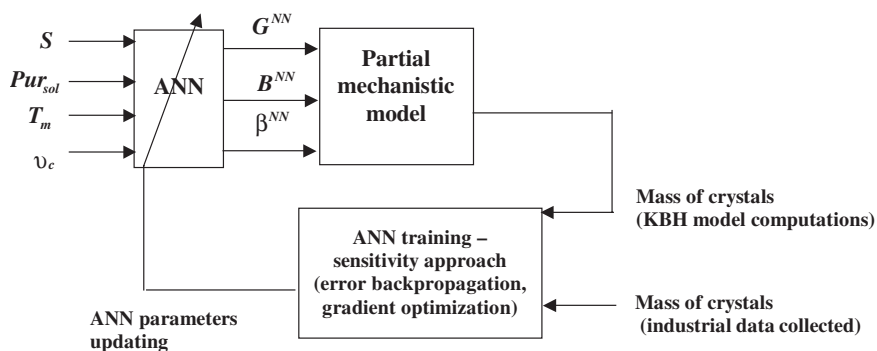 S
Pur_sol
T_m
υ_c
ANN
G^NN
B^NN
β^NN
Partial
mechanistic
model
Mass of crystals
(KBH model computations)
ANN training –
sensitivity approach
(error backpropagation,
gradient optimization)
Mass of crystals
(industrial data collected)
ANN parameters
updating